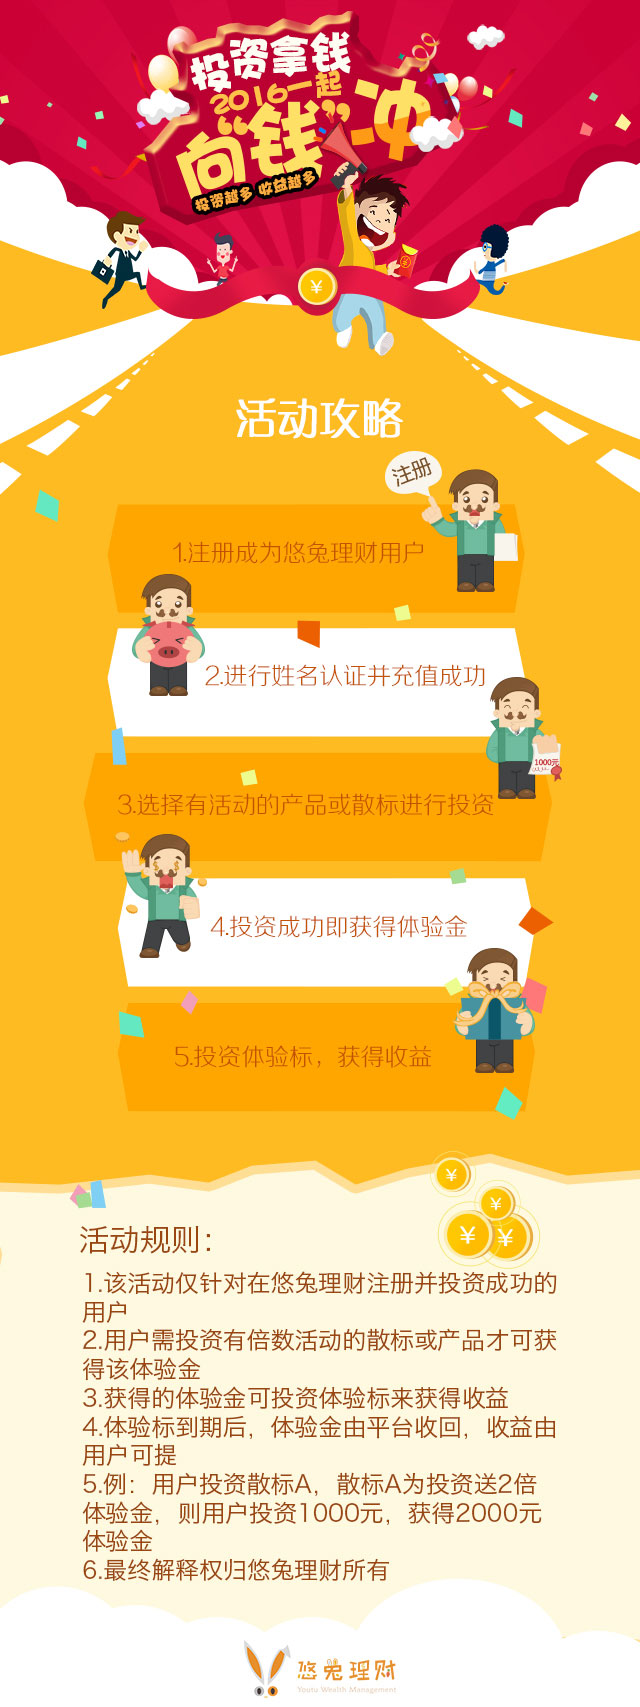 投资拿钱
2016一起
向“钱”冲
投资越多 收益越多
¥
活动攻略
注册
1.注册成为悠兔理财用户
2.进行姓名认证并充值成功
1000元
3.选择有活动的产品或散标进行投资
4.投资成功即获得体验金
5.投资体验标，获得收益
¥
¥
¥
¥
活动规则：
1.该活动仅针对在悠兔理财注册并投资成功的
用户
2.用户需投资有倍数活动的散标或产品才可获
得该体验金
3.获得的体验金可投资体验标来获得收益
4.体验标到期后，体验金由平台收回，收益由
用户可提
5.例：用户投资散标A，散标A为投资送2倍
体验金，则用户投资1000元，获得2000元
体验金
6.最终解释权归悠兔理财所有
悠兔理财
Youtu Wealth Management